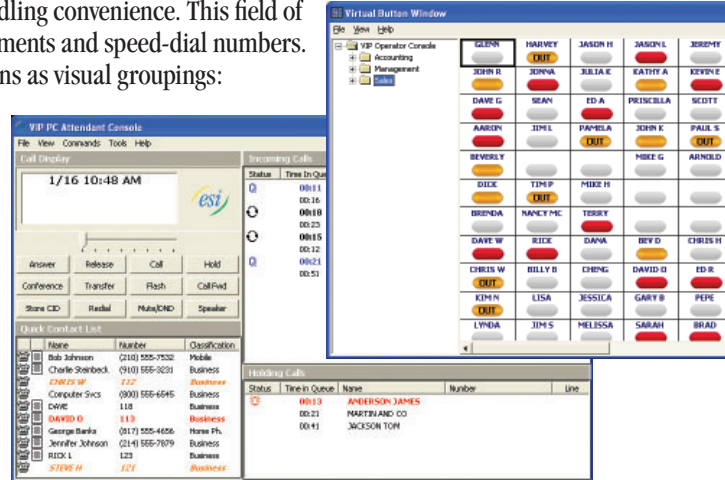 dling convenience. This field of
ments and speed-dial numbers.
ns as visual groupings:
Virtual Button Window
File View Help
VIP Operator Console
Accounting
Management
Sales
GLENN HARVEY JASON H JASON L JEREMY
OUT
JOHN R JONNA JULIA K KATHY A KEVIN E
DAVE G SEAN ED A PRISCILLA SCOTT
AARON JIM L PAMELA JOHN K PAUL S
OUT OUT
BEVERLY MIKE G ARNOLD
DICK TIM P MIKE H
OUT
BRENDA NANCY MC TERRY
DAVE W RICK DANA BEV D CHRIS H
CHRIS W BILLY B CHENG DAVID O ED R
OUT
KIM N LISA JESSICA GARY B PEPE
OUT
LYNDA JIM S MELISSA SARAH BRAD
VIP PC Attendant Console
File View Commands Tools Help
Call Display
1/16 10:48 AM
esi
Answer Release Call Hold
Conference Transfer Flash Call Fwd
Store CID Redial Mute/DND Speaker
Incoming Calls
Status Time In Que
Q 00:11
00:16
00:18
00:23
00:15
00:12
Q 00:21
00:51
Quick Contact List
Name Number Classification
Bob Johnson (210) 555-7532 Mobile
Charlie Steinbeck (910) 555-3231 Business
CHRIS W 112 Business
Computer Svcs (800) 555-6545 Business
DAVE 118 Business
DAVID O 113 Business
George Banks (817) 555-4656 Home Ph.
Jennifer Johnson (214) 555-7879 Business
RICK L 123 Business
STEVE H 121 Business
Holding Calls
Status Time in Queue Name Number Line
00:13 ANDERSON JAMES
00:21 MARTIN AND CO
00:41 JACKSON TOM